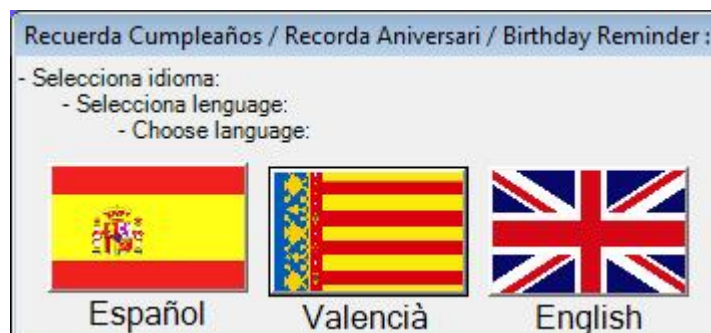 Recuerda Cumpleaños / Recorda Aniversari / Birthday Reminder :
- Selecciona idioma:
- Selecciona lenguage:
- Choose language:
Español Valencià English